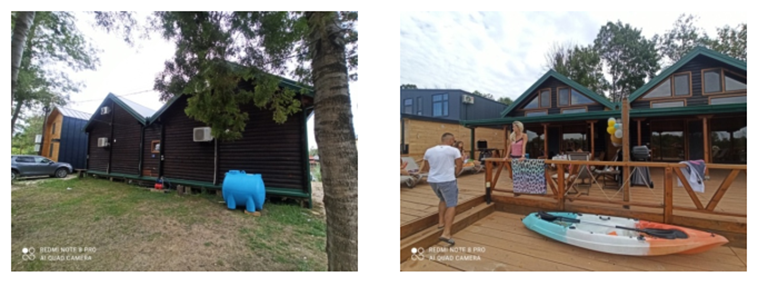 REDMI NOTE 8 PRO
AI QUAD CAMERA
REDMI NOTE 8 PRO
AI QUAD CAMERA